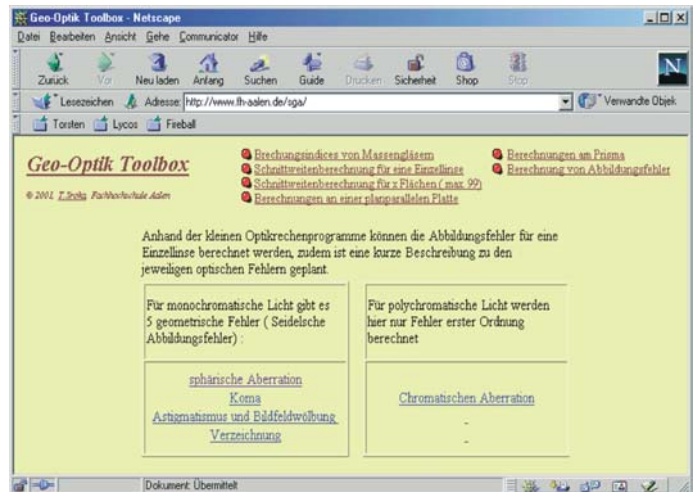 Geo-Optik Toolbox - Netscape
Datei Bearbeiten Ansicht Gehe Communicator Hilfe
Zurück Vor Neu laden Anfang Suchen Guide Drucken Sicherheit Shop Stop
N
Lesezeichen Adresse: http://www.fh-aalen.de/sga/ Verwandte Objek
Torsten Lycos Fireball
Geo-Optik Toolbox
© 2001, T.Sroka, Fachhochschule Aalen
Brechungsindices von Massengläsern
Schnittweitenberechnung für eine Einzellinse
Schnittweitenberechnung für x Flächen ( max. 99)
Berechnungen an einer planparallelen Platte
Berechnungen am Prisma
Berechnung von Abbildungsfehler
Anhand der kleinen Optikrechenprogramme können die Abbildungsfehler für eine
Einzellinse berechnet werden, zudem ist eine kurze Beschreibung zu den
jeweiligen optischen Fehlern geplant.
Für monochromatische Licht gibt es
5 geometrische Fehler ( Seidelsche
Abbildungsfehler) :
Für polychromatische Licht werden
hier nur Fehler erster Ordnung
berechnet
sphärische Aberration
Koma
Astigmatismus und Bildfeldwölbung
Verzeichnung
Chromatischen Aberration
-
-
Dokument: Übermittelt